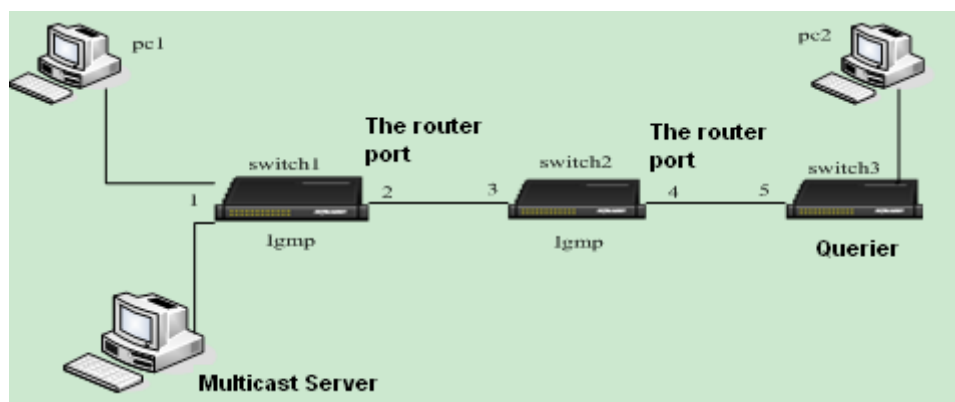 pc1
pc2
The router
port
The router
port
switch1
switch2
switch3
1
2
3
4
5
Igmp
Igmp
Querier
Multicast Server